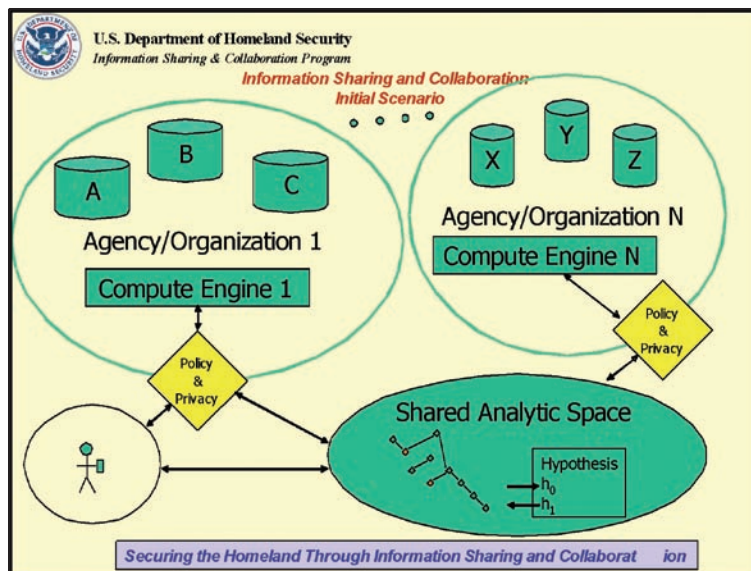 U.S. Department of Homeland Security
Information Sharing & Collaboration Program
Information Sharing and Collaboration
Initial Scenario
A
B
C
Agency/Organization 1
Compute Engine 1
Policy
&
Privacy
X
Y
Z
Agency/Organization N
Compute Engine N
Policy
&
Privacy
Shared Analytic Space
Hypothesis
h0
h1
Securing the Homeland Through Information Sharing and Collaborat ion